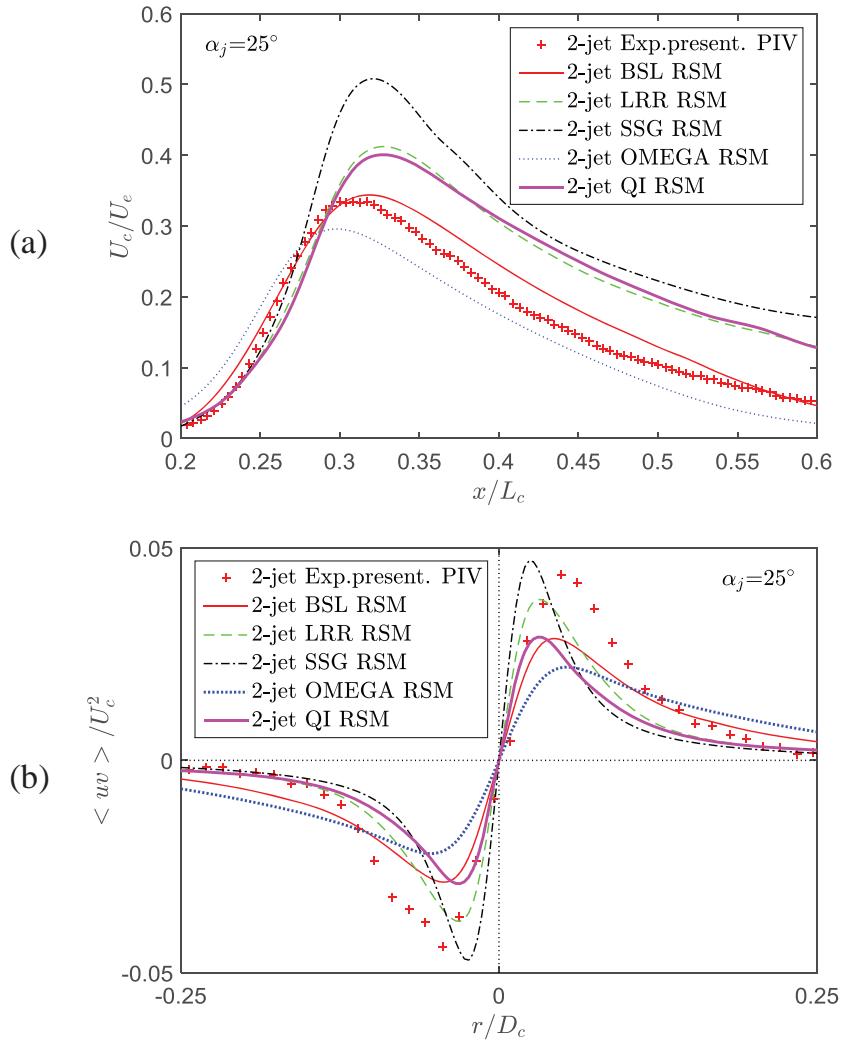 (a)
α_j=25°
2-jet Exp.present. PIV
2-jet BSL RSM
2-jet LRR RSM
2-jet SSG RSM
2-jet OMEGA RSM
2-jet QI RSM
U_c/U_e
0.6
0.5
0.4
0.3
0.2
0.1
0
0.2 0.25 0.3 0.35 0.4 0.45 0.5 0.55 0.6
x/L_c
(b)
2-jet Exp.present. PIV
2-jet BSL RSM
2-jet LRR RSM
2-jet SSG RSM
2-jet OMEGA RSM
2-jet QI RSM
α_j=25°
< uv > /U_c^2
0.05
0
-0.05
-0.25 0 0.25
r/D_c